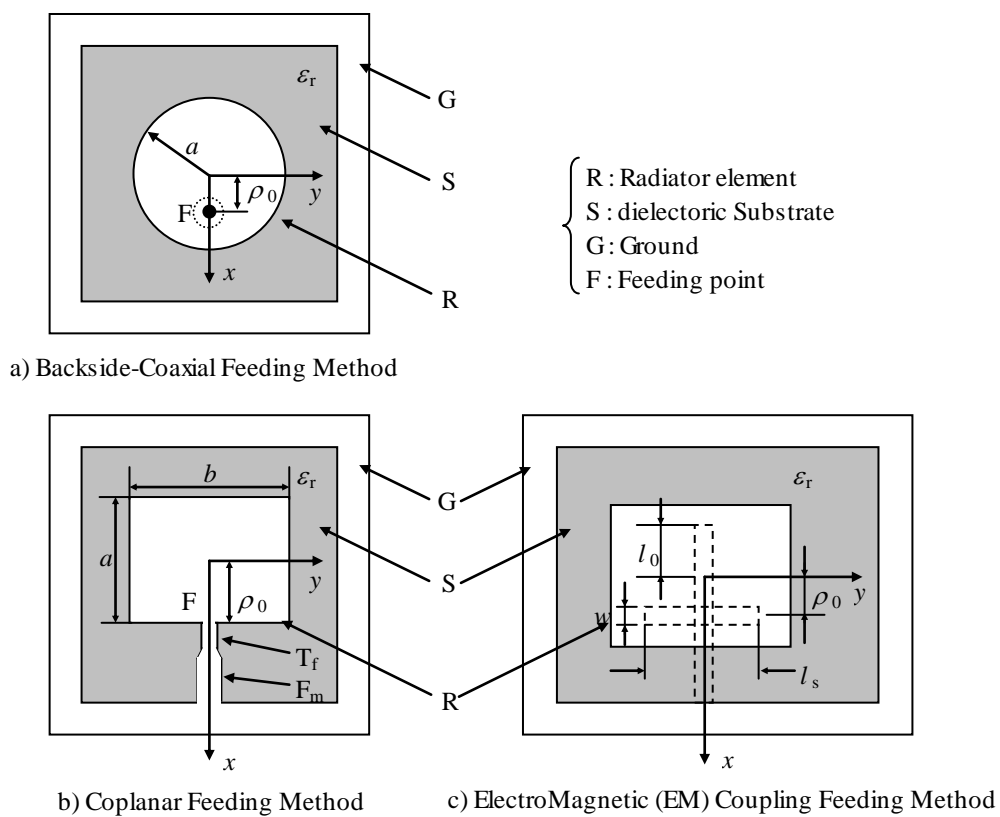 εr
G
a
S
ρ0
y
F
x
R
R : Radiator element
S : dielectoric Substrate
G : Ground
F : Feeding point
a) Backside-Coaxial Feeding Method
b
εr
G
εr
a
l0
S
y
F
ρ0
y
ρ0
w
Tf
ls
Fm
R
x
x
b) Coplanar Feeding Method
c) ElectroMagnetic (EM) Coupling Feeding Method